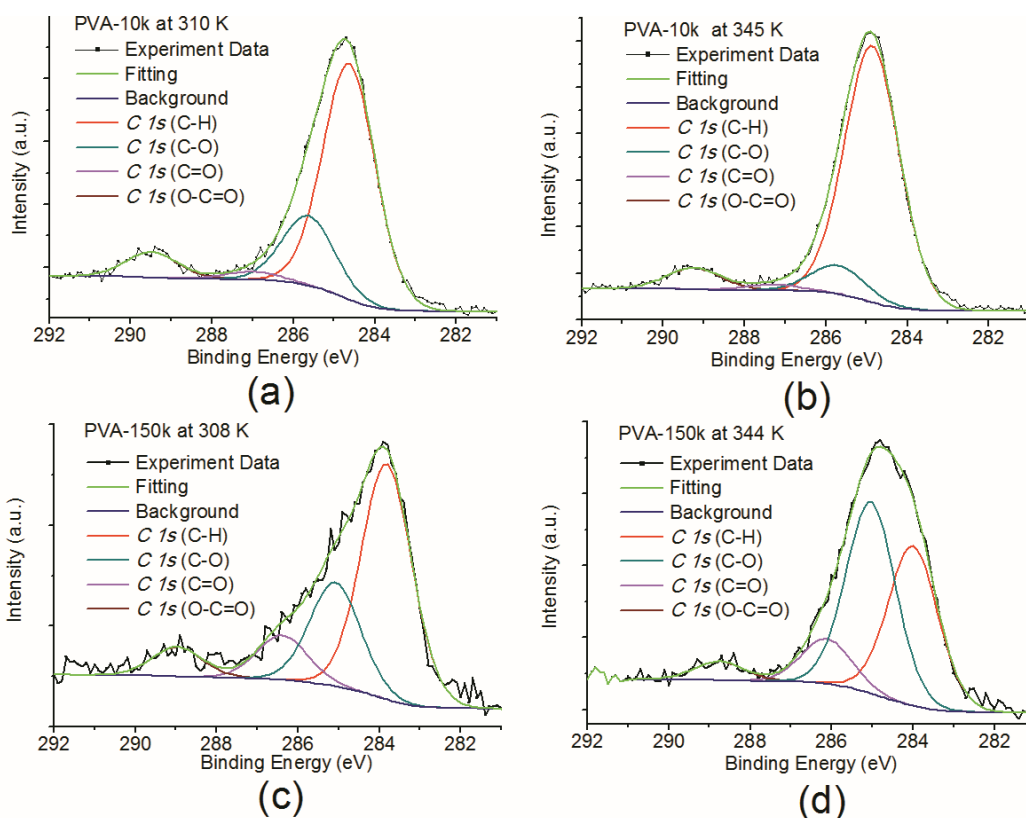 PVA-10k at 310 K
Experiment Data
Fitting
Background
C 1s (C-H)
C 1s (C-O)
C 1s (C=O)
C 1s (O-C=O)
Intensity (a.u.)
292 290 288 286 284 282
Binding Energy (eV)
(a)
PVA-10k at 345 K
Experiment Data
Fitting
Background
C 1s (C-H)
C 1s (C-O)
C 1s (C=O)
C 1s (O-C=O)
Intensity (a.u.)
292 290 288 286 284 282
Binding Energy (eV)
(b)
PVA-150k at 308 K
Experiment Data
Fitting
Background
C 1s (C-H)
C 1s (C-O)
C 1s (C=O)
C 1s (O-C=O)
Intensity (a.u.)
292 290 288 286 284 282
Binding Energy (eV)
(c)
PVA-150k at 344 K
Experiment Data
Fitting
Background
C 1s (C-H)
C 1s (C-O)
C 1s (C=O)
C 1s (O-C=O)
Intensity (a.u.)
292 290 288 286 284 282
Binding Energy (eV)
(d)